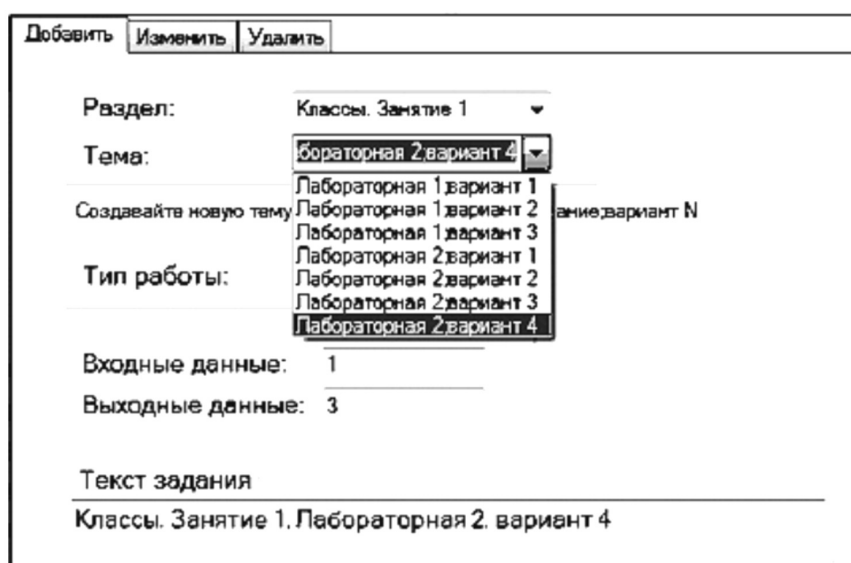 Добавить Изменить Удалить
Раздел: Классы. Занятие 1
Тема: бораторная 2;вариант 4
Лабораторная 1;вариант 1
Создавайте новую тему Лабораторная 1;вариант 2 ание;вариант N
Лабораторная 1;вариант 3
Лабораторная 2;вариант 1
Тип работы: Лабораторная 2;вариант 2
Лабораторная 2;вариант 3
Лабораторная 2;вариант 4
Входные данные: 1
Выходные данные: 3
Текст задания
Классы. Занятие 1. Лабораторная 2. вариант 4